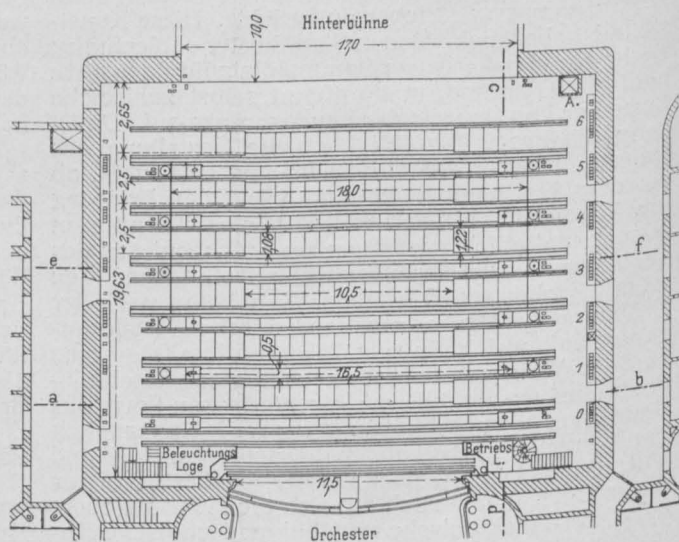 Hinterbühne
17,0
10,0
C
A.
6
2,65
5
2,5
18,0
4
2,5
1,08
1,22
f
e
3
10,5
19,63
2
0,5
1
16,5
b
a
0
Beleuchtungs
Loge
Betriebs
L.
11,5
d
Orchester